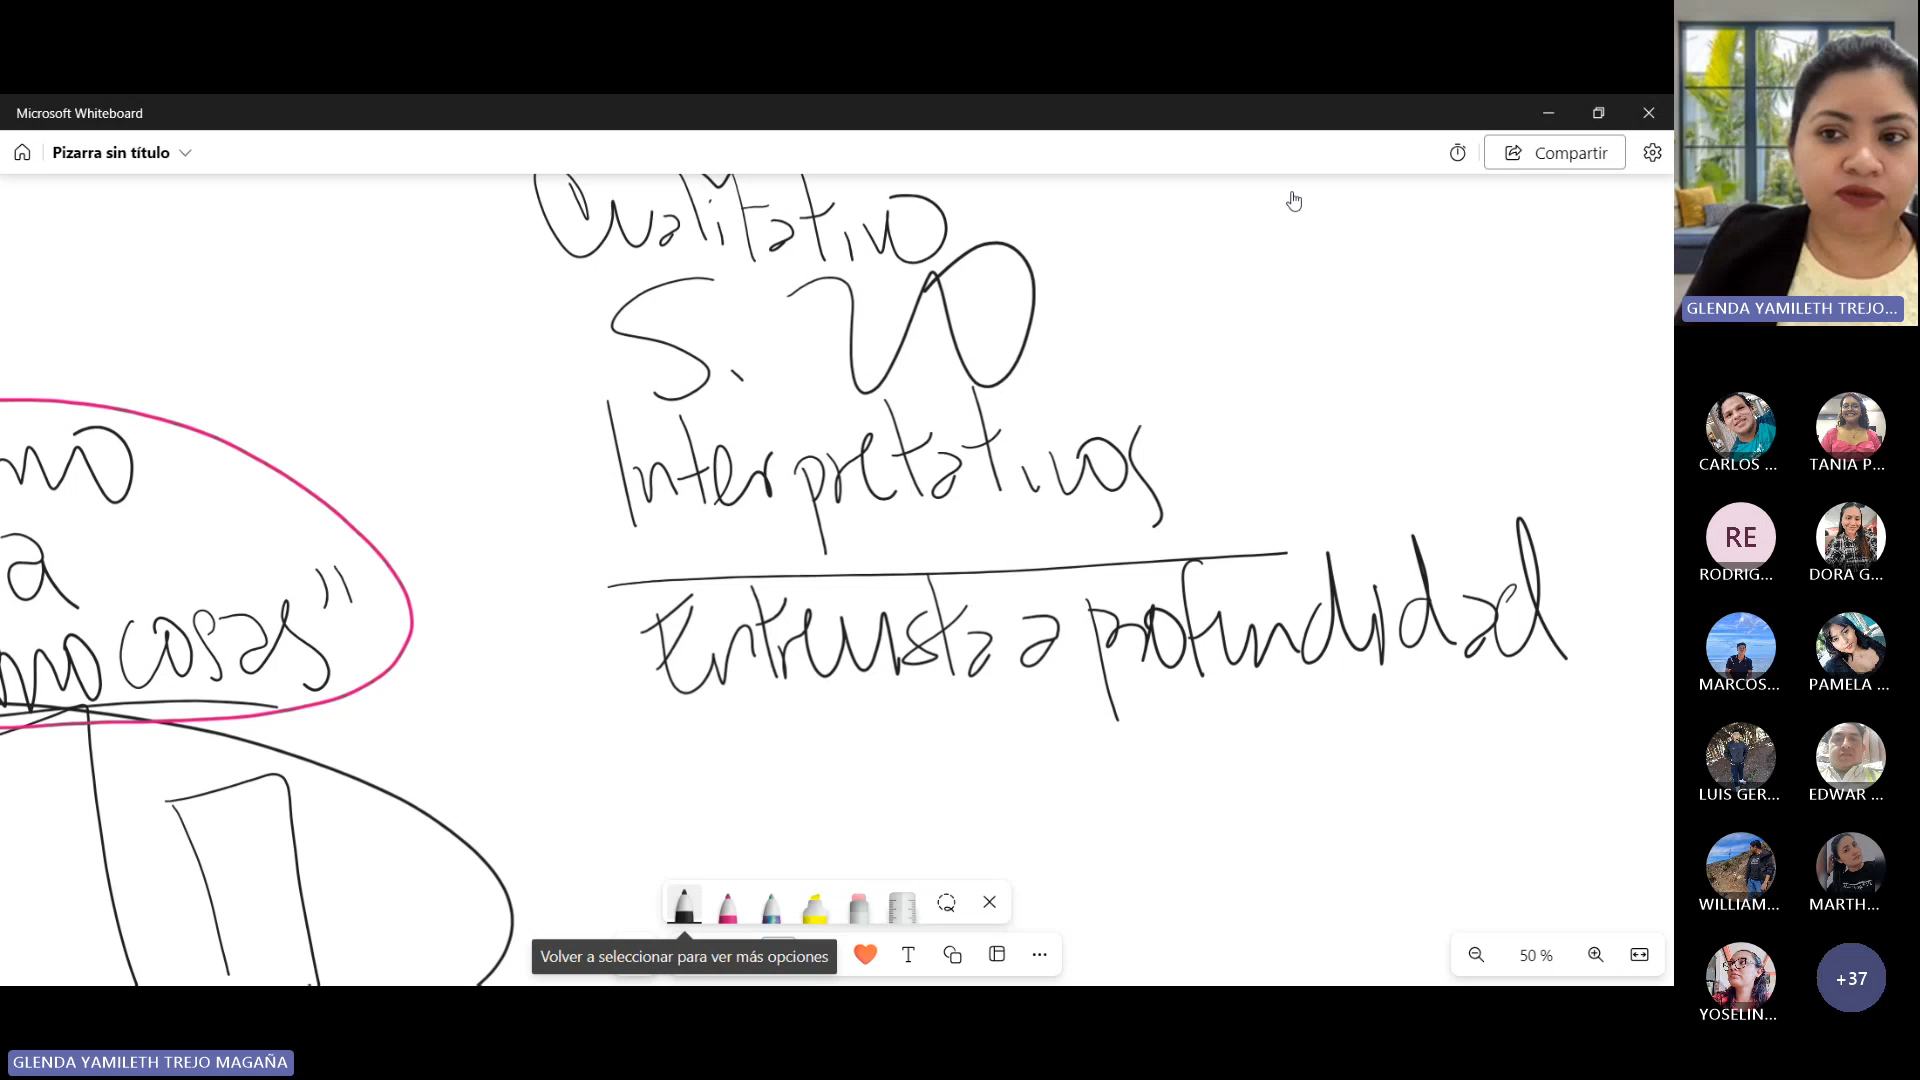 Microsoft Whiteboard
Pizarra sin título
Compartir
Cualitativo
S. XX
Interpretativos
Entrevista a profundidad
mo
a
mo cosas"
Volver a seleccionar para ver más opciones
T
50 %
GLENDA YAMILETH TREJO...
CARLOS ...
TANIA P...
RE
RODRIG...
DORA G...
MARCOS...
PAMELA ...
LUIS GER...
EDWAR ...
WILLIAM...
MARTH...
YOSELIN...
+37
GLENDA YAMILETH TREJO MAGAÑA